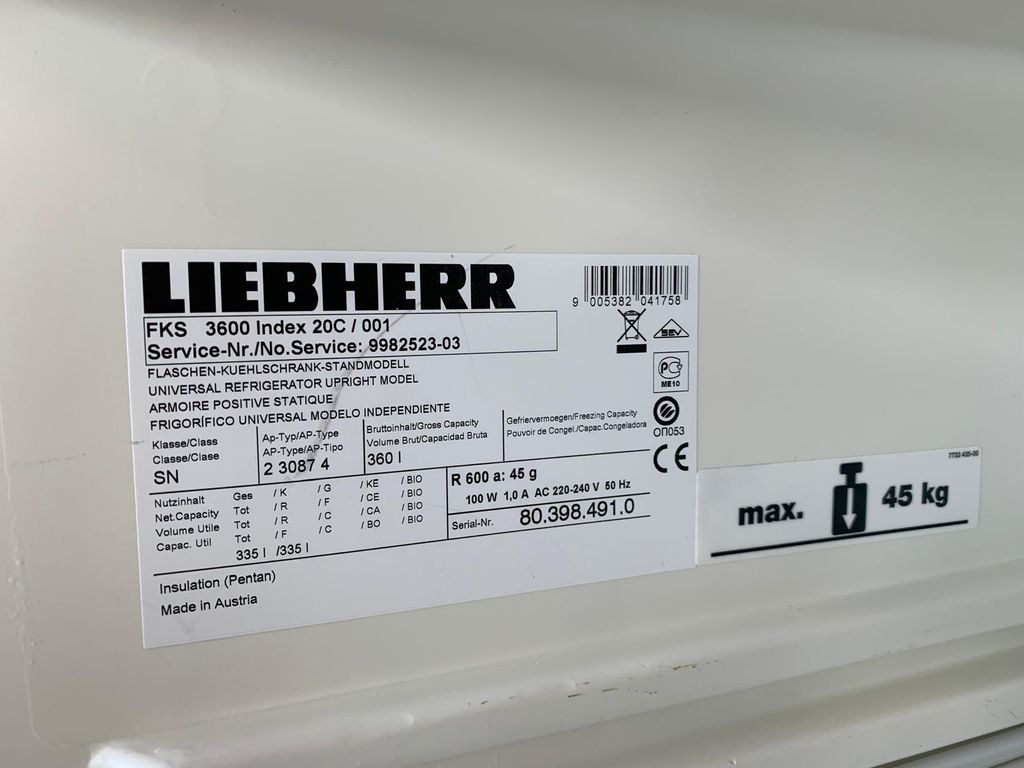 LIEBHERR
9 005382 041758
FKS 3600 Index 20C / 001
Service-Nr./No.Service: 9982523-03
SEV
FLASCHEN-KUEHLSCHRANK-STANDMODELL
UNIVERSAL REFRIGERATOR UPRIGHT MODEL
ARMOIRE POSITIVE STATIQUE
FRIGORÍFICO UNIVERSAL MODELO INDEPENDIENTE
PC
ME10
ОП053
CE
Klasse/Class
Classe/Clase
SN
Ap-Typ/AP-Type
AP-Type/AP-Tipo
2 3087 4
Bruttoinhalt/Gross Capacity
Volume Brut/Capacidad Bruta
360 l
Gefriervermoegen/Freezing Capacity
Pouvoir de Congel./Capac.Congeladora
Nutzinhalt Ges / K / G / KE / BIO
Net.Capacity Tot / R / F / CE / BIO
Volume Utile Tot / R / C / CA / BIO
Capac. Util Tot / F / C / BO / BIO
335 l /335 l
R 600 a: 45 g
100 W 1,0 A AC 220-240 V 50 Hz
Serial-Nr. 80.398.491.0
Insulation (Pentan)
Made in Austria
7732 435-00
max. 45 kg